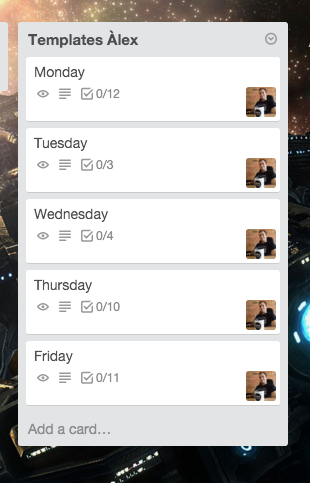 Templates Àlex
Monday
0/12
Tuesday
0/3
Wednesday
0/4
Thursday
0/10
Friday
0/11
Add a card…